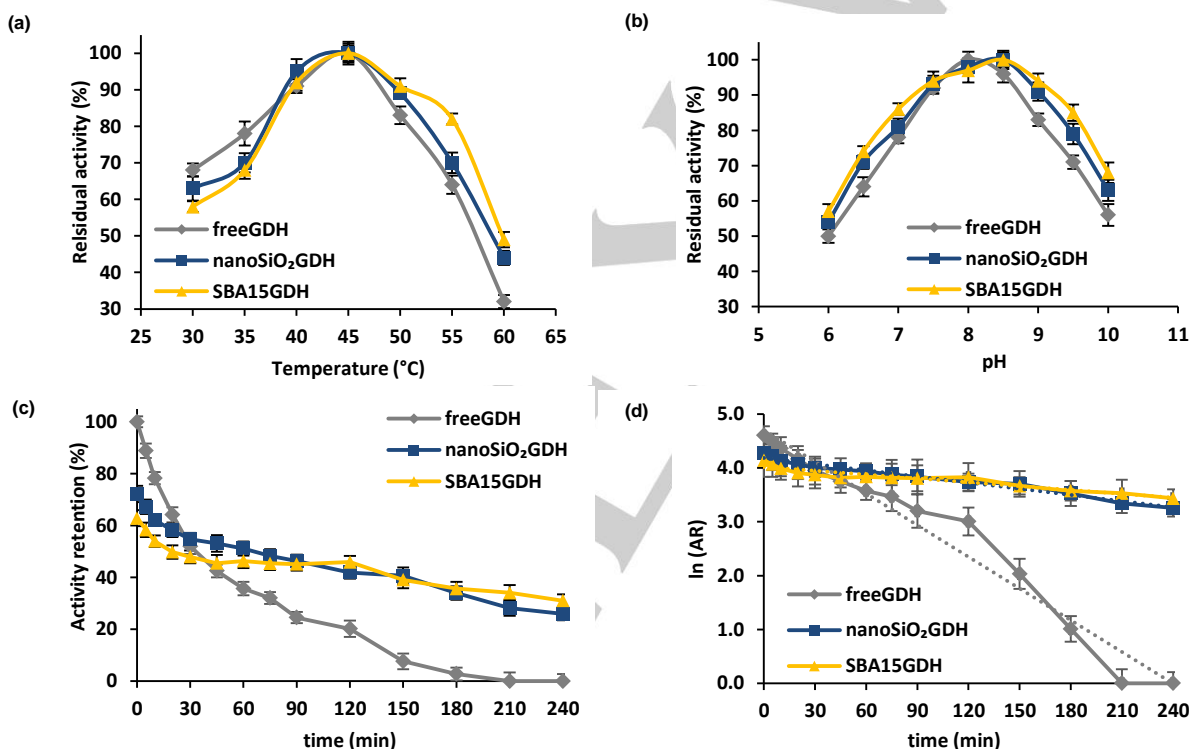 (a)
Relsidual activity (%)
100
90
80
70
60
50
40
30
freeGDH
nanoSiO₂GDH
SBA15GDH
25 30 35 40 45 50 55 60 65
Temperature (°C)
(b)
Residual activity (%)
100
90
80
70
60
50
40
30
freeGDH
nanoSiO₂GDH
SBA15GDH
5 6 7 8 9 10 11
pH
(c)
Activity retention (%)
100
80
60
40
20
0
freeGDH
nanoSiO₂GDH
SBA15GDH
0 30 60 90 120 150 180 210 240
time (min)
(d)
ln (AR)
5.0
4.0
3.0
2.0
1.0
0.0
freeGDH
nanoSiO₂GDH
SBA15GDH
0 30 60 90 120 150 180 210 240
time (min)